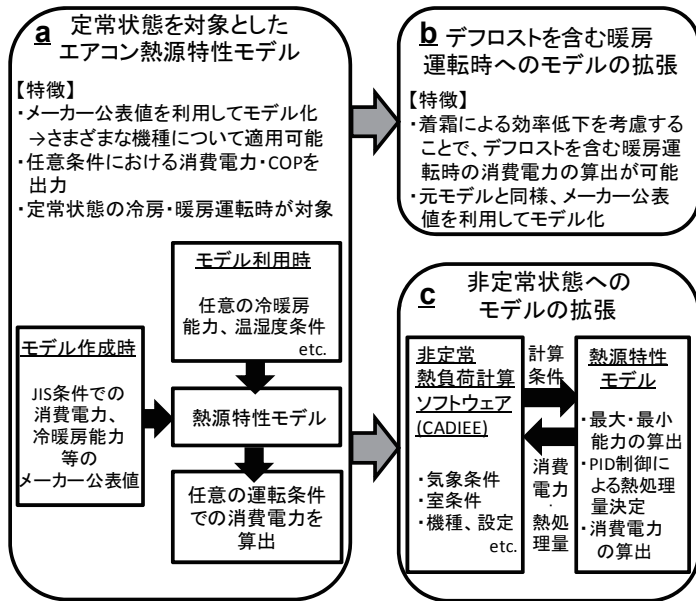 a 定常状態を対象とした
エアコン熱源特性モデル
【特徴】
・メーカー公表値を利用してモデル化
→さまざまな機種について適用可能
・任意条件における消費電力・COPを
出力
・定常状態の冷房・暖房運転時が対象
モデル利用時
任意の冷暖房
能力、温湿度条件
etc.
モデル作成時
JIS条件での
消費電力、
冷暖房能力
等の
メーカー公表値
熱源特性モデル
任意の運転条件
での消費電力を
算出
b デフロストを含む暖房
運転時へのモデルの拡張
【特徴】
・着霜による効率低下を考慮する
ことで、デフロストを含む暖房運
転時の消費電力の算出が可能
・元モデルと同様、メーカー公表
値を利用してモデル化
c 非定常状態への
モデルの拡張
非定常
熱負荷計算
ソフトウェア
(CADIEE)
・気象条件
・室条件
・機種、設定
etc.
計算
条件
消費
電力
・
熱処
理量
熱源特性
モデル
・最大・最小
能力の算出
・PID制御に
よる熱処理
量決定
・消費電力
の算出